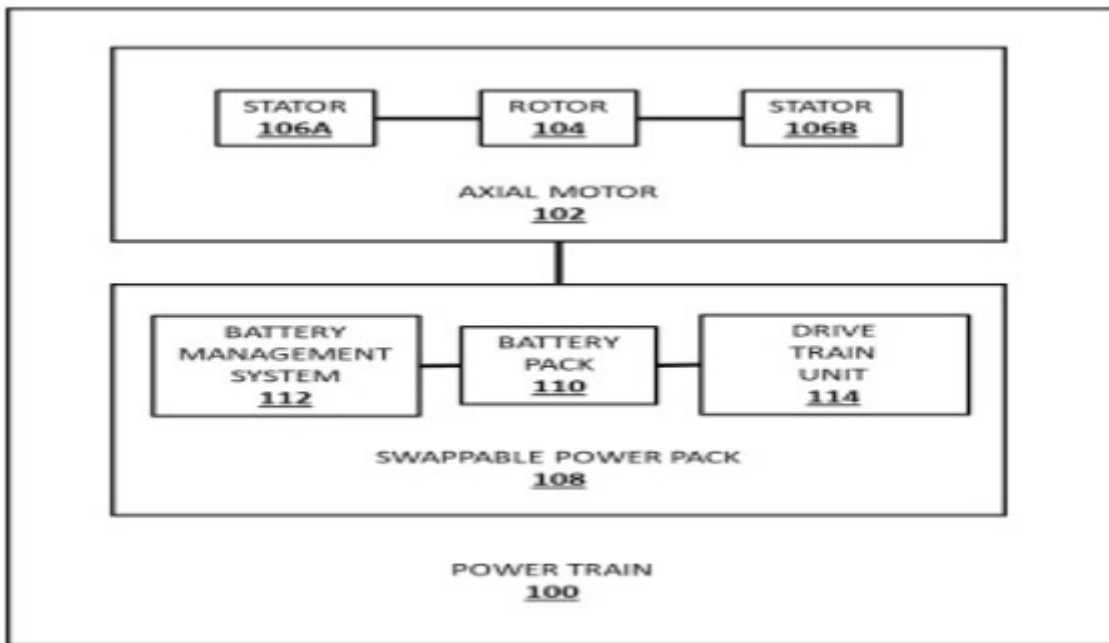 STATOR
106A
ROTOR
104
STATOR
106B
AXIAL MOTOR
102
BATTERY
MANAGEMENT
SYSTEM
112
BATTERY
PACK
110
DRIVE
TRAIN
UNIT
114
SWAPPABLE POWER PACK
108
POWER TRAIN
100